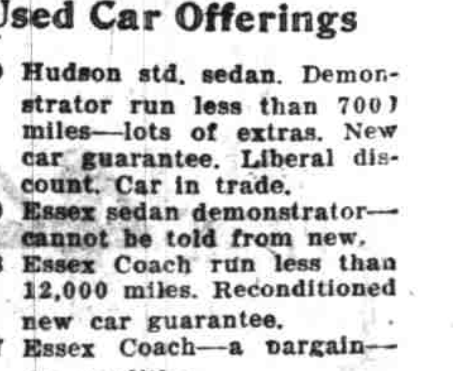 Used Car Offerings
Hudson std. sedan. Demon-
strator run less than 7001
miles—lots of extras. New
car guarantee. Liberal dis-
count. Car in trade.
Essex sedan demonstrator—
cannot be told from new.
Essex Coach run less than
12,000 miles. Reconditioned
new car guarantee.
Essex Coach—a bargain—